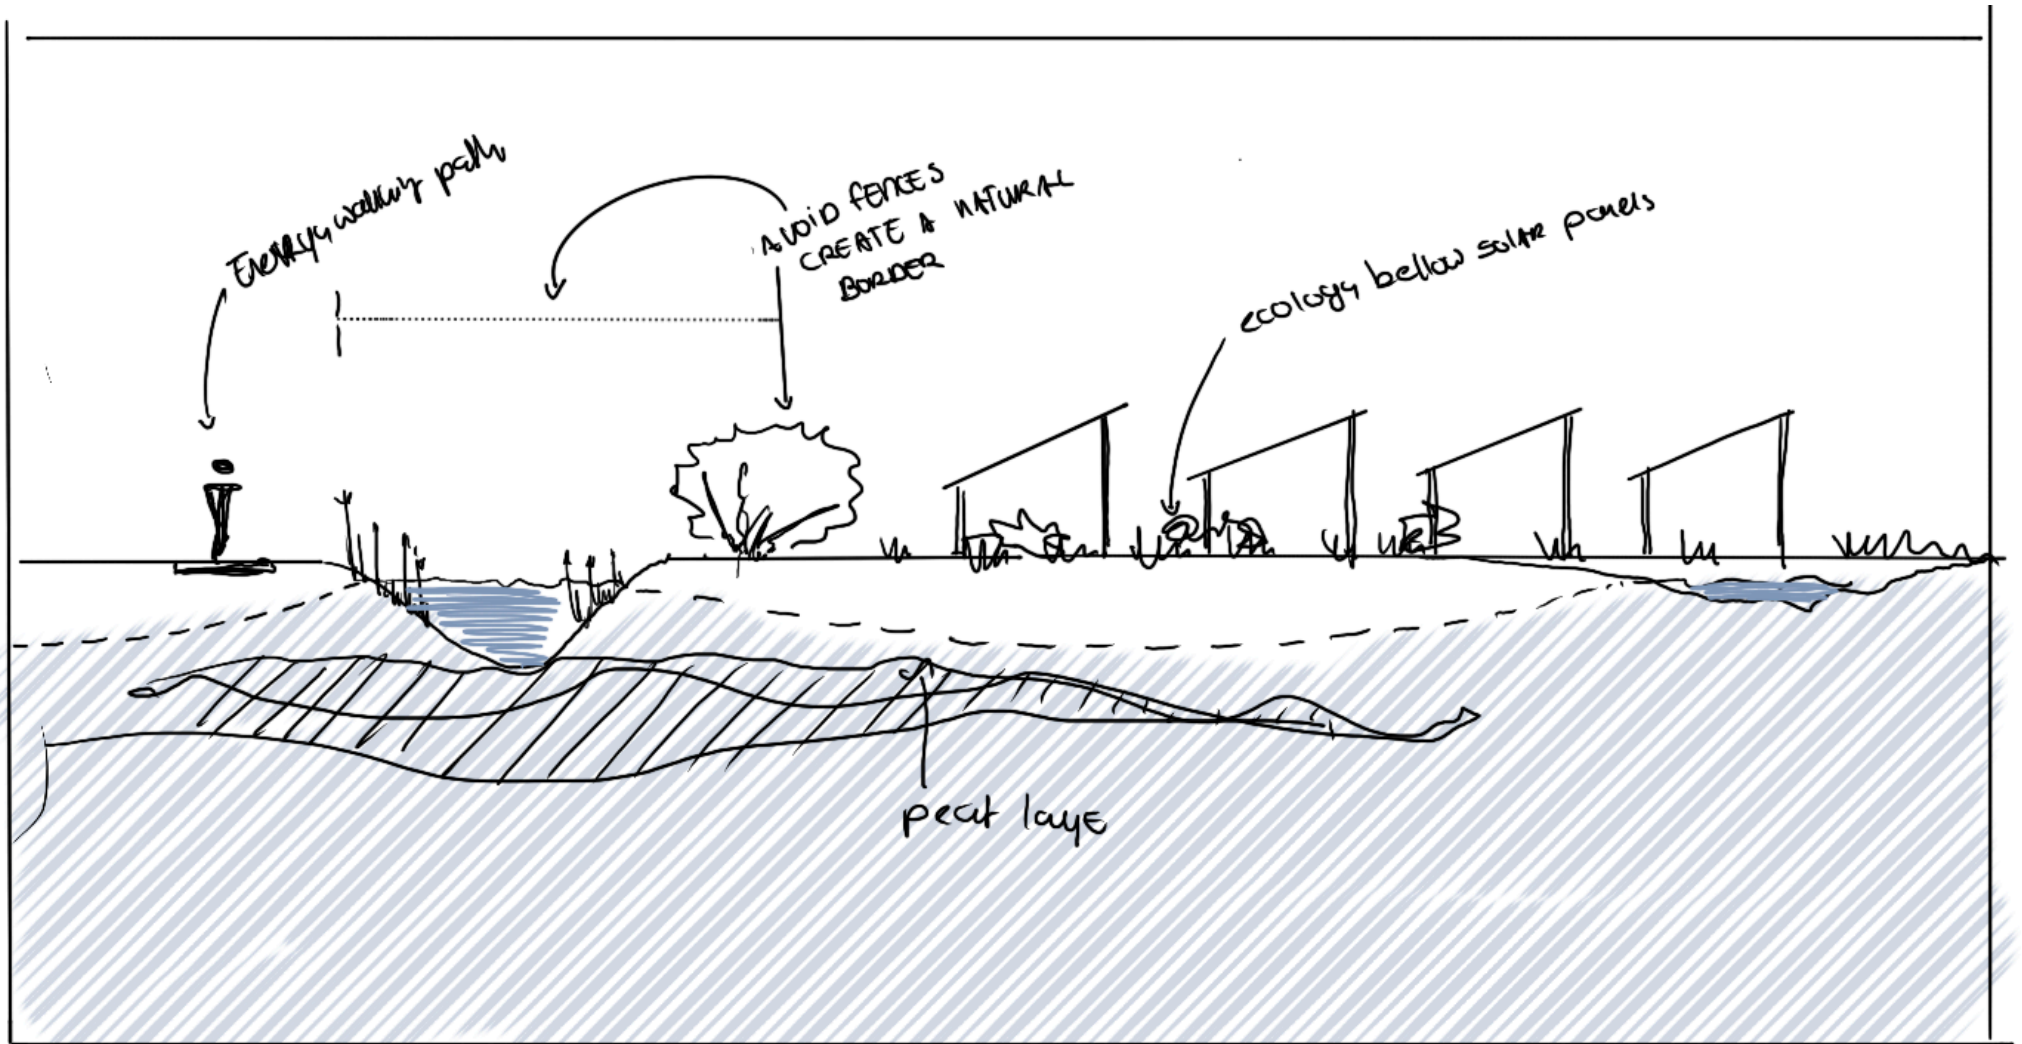 Energy walking path
AVOID FENCES
CREATE A NATURAL
BORDER
ecology bellow solar panels
peat laye